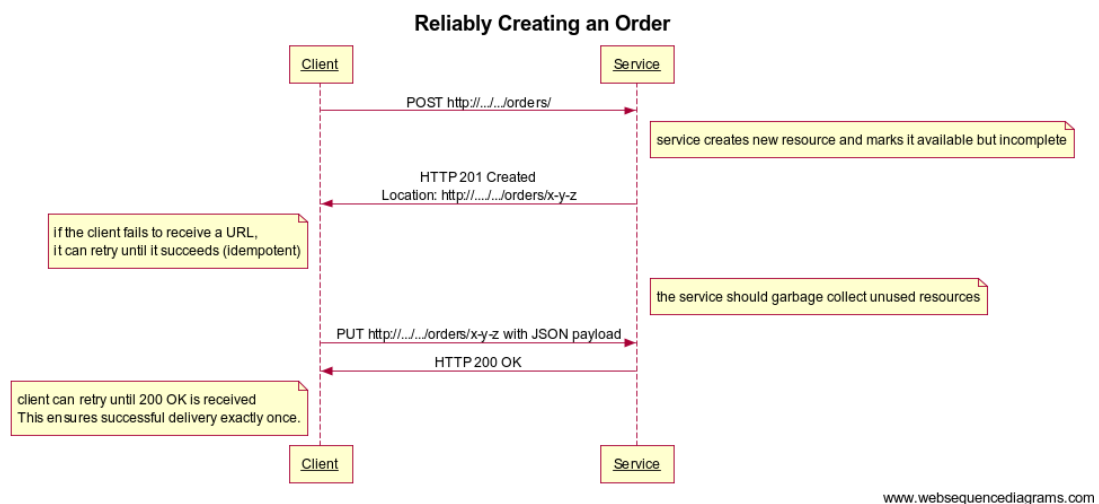 Reliably Creating an Order
Client
Service
POST http://.../.../orders/
service creates new resource and marks it available but incomplete
HTTP 201 Created
Location: http://..../.../orders/x-y-z
if the client fails to receive a URL,
it can retry until it succeeds (idempotent)
the service should garbage collect unused resources
PUT http://.../.../orders/x-y-z with JSON payload
HTTP 200 OK
client can retry until 200 OK is received
This ensures successful delivery exactly once.
Client
Service
www.websequencediagrams.com